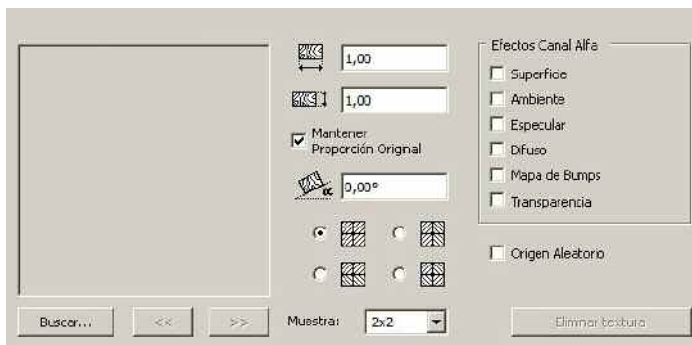 1,00
1,00
Mantener
Proporción Original
α
0,00°
Muestra: 2x2
Buscar... << >>
Efectos Canal Alfa
Superficie
Ambiente
Especular
Difuso
Mapa de Bumps
Transparencia
Origen Aleatorio
Eliminar textura